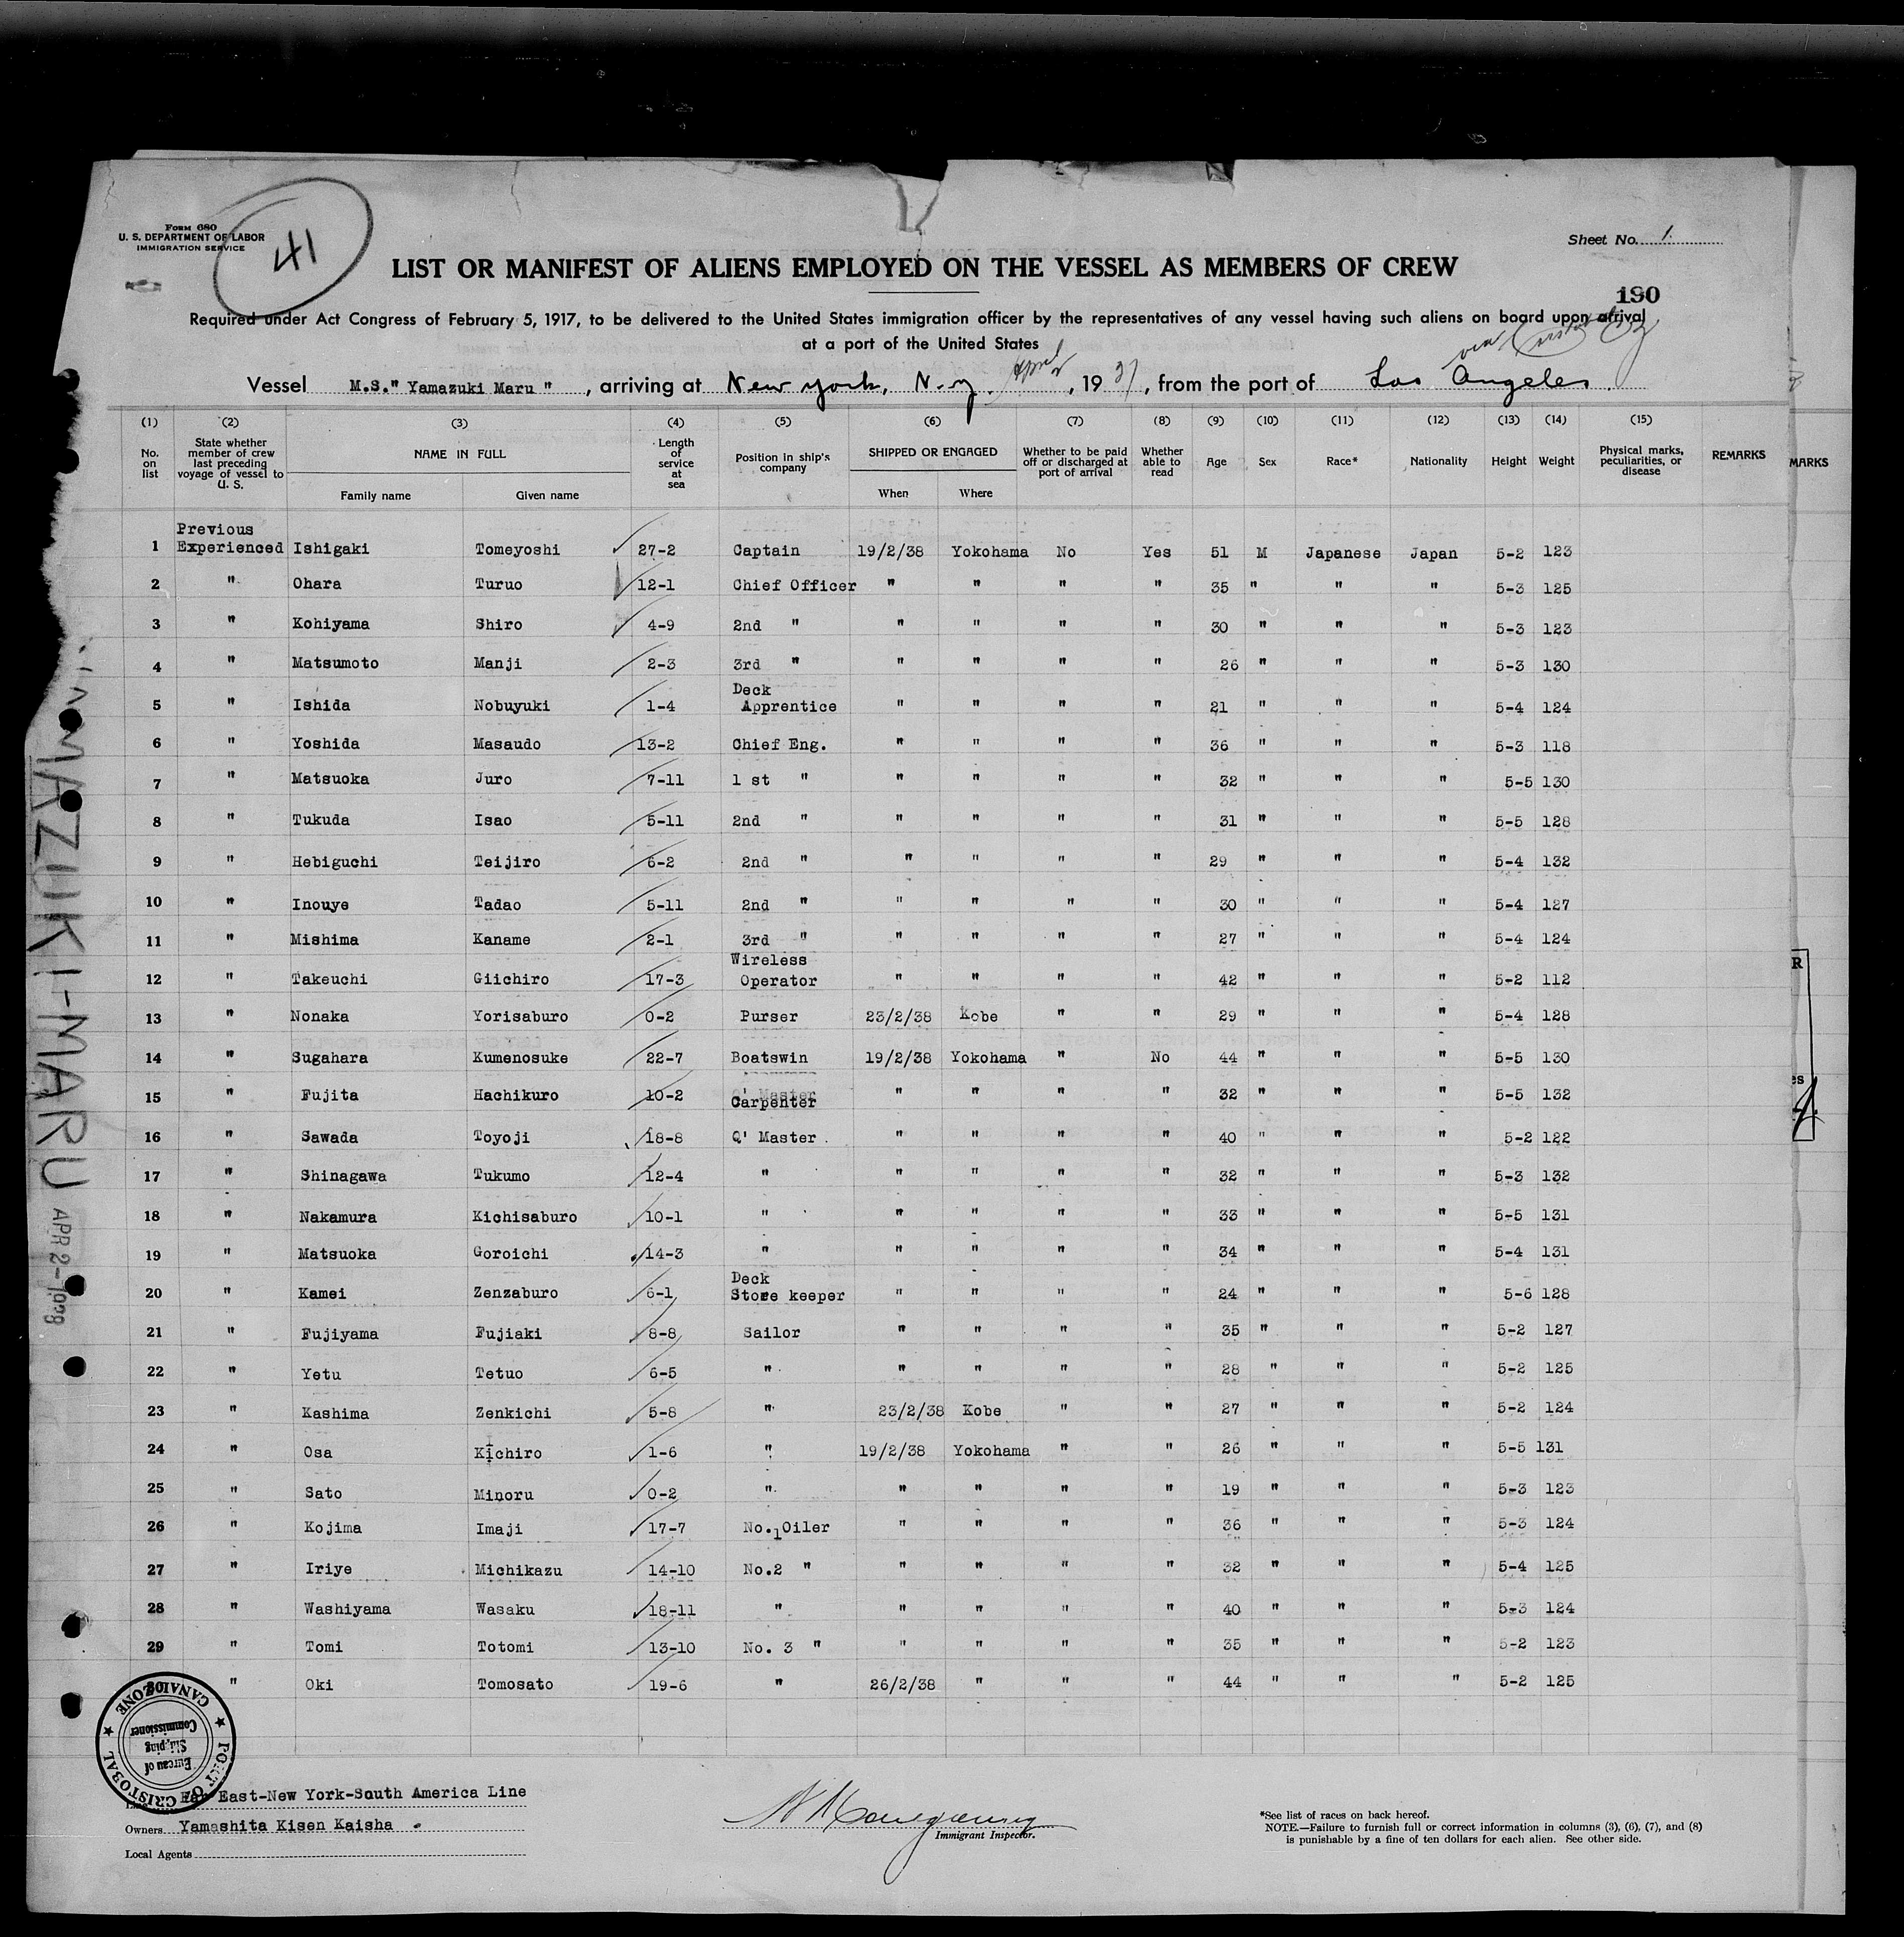 FORM 680
U. S. DEPARTMENT OF LABOR
IMMIGRATION SERVICE
41
Sheet No. 1.
LIST OR MANIFEST OF ALIENS EMPLOYED ON THE VESSEL AS MEMBERS OF CREW
190
Required under Act Congress of February 5, 1917, to be delivered to the United States immigration officer by the representatives of any vessel having such aliens on board upon arrival
at a port of the United States
via
Vessel M.S." Yamazuki Maru ", arriving at New York, N.Y. April 2, 19 , from the port of Los Angeles.
(1) (2) (3) (4) (5) (6) (7) (8) (9) (10) (11) (12) (13) (14) (15)
No. on list State whether member of crew last preceding voyage of vessel to U. S. NAME IN FULL Family name Given name Length of service at sea Position in ship's company SHIPPED OR ENGAGED When Where Whether to be paid off or discharged at port of arrival Whether able to read Age Sex Race* Nationality Height Weight Physical marks, peculiarities, or disease REMARKS MARKS
1 Previous Experienced Ishigaki Tomeyoshi 27-2 Captain 19/2/38 Yokohama No Yes 51 M Japanese Japan 5-2 123
2 " Ohara Turuo 12-1 Chief Officer " " " " 35 " " " 5-3 125
3 " Kohiyama Shiro 4-9 2nd " " " " " 30 " " " 5-3 123
4 " Matsumoto Manji 2-3 3rd " " " " " 26 " " " 5-3 130
5 " Ishida Nobuyuki 1-4 Deck Apprentice " " " " 21 " " " 5-4 124
6 " Yoshida Masaudo 13-2 Chief Eng. " " " " 36 " " " 5-3 118
7 " Matsuoka Juro 7-11 1 st " " " " " 32 " " " 5-5 130
8 " Tukuda Isao 5-11 2nd " " " " " 31 " " " 5-5 128
9 " Hebiguchi Teijiro 6-2 2nd " " " " " 29 " " " 5-4 132
10 " Inouye Tadao 5-11 2nd " " " " " 30 " " " 5-4 127
11 " Mishima Kaname 2-1 3rd " " " " " 27 " " " 5-4 124
12 " Takeuchi Giichiro 17-3 Wireless Operator " " " " 42 " " " 5-2 112
13 " Nonaka Yorisaburo 0-2 Purser 23/2/38 Kobe " " 29 " " " 5-4 128
14 " Sugahara Kumenosuke 22-7 Boatswin 19/2/38 Yokohama " No 44 " " " 5-5 130
15 " Fujita Hachikuro 10-2 Carpenter " " " " 32 " " " 5-5 132
16 " Sawada Toyoji 18-8 Q' Master . " " " " 40 " " " 5-2 122
17 " Shinagawa Tukumo 12-4 " " " " " 32 " " " 5-3 132
18 " Nakamura Kichisaburo 10-1 " " " " " 33 " " " 5-5 131
19 " Matsuoka Goroichi 14-3 " " " " " 34 " " " 5-4 131
20 " Kamei Zenzaburo 6-1 Deck Store keeper " " " " 24 " " " 5-6 128
21 " Fujiyama Fujiaki 8-8 Sailor " " " " 35 " " " 5-2 127
22 " Yetu Tetuo 6-5 " " " " " 28 " " " 5-2 125
23 " Kashima Zenkichi 5-8 " 23/2/38 Kobe " " 27 " " " 5-2 124
24 " Osa Kichiro 1-6 " 19/2/38 Yokohama " " 26 " " " 5-5 131
25 " Sato Minoru 0-2 " " " " " 19 " " " 5-3 123
26 " Kojima Imaji 17-7 No.1 Oiler " " " " 36 " " " 5-3 124
27 " Iriye Michikazu 14-10 No.2 " " " " " 32 " " " 5-4 125
28 " Washiyama Wasaku 18-11 " " " " " 40 " " " 5-3 124
29 " Tomi Totomi 13-10 No. 3 " " " " " 35 " " " 5-2 123
" Oki Tomosato 19-6 " 26/2/38 " " " 44 " " " 5-2 125
MAZUKI-MARU APR 2-1938
PORT OF CRISTOBAL ★ CANAL ZONE ★
Bureau of
Shipping
Commissioner
Far East-New York-South America Line
Owners Yamashita Kisen Kaisha .
Local Agents
Immigrant Inspector.
*See list of races on back hereof.
NOTE.—Failure to furnish full or correct information in columns (3), (6), (7), and (8)
is punishable by a fine of ten dollars for each alien. See other side.